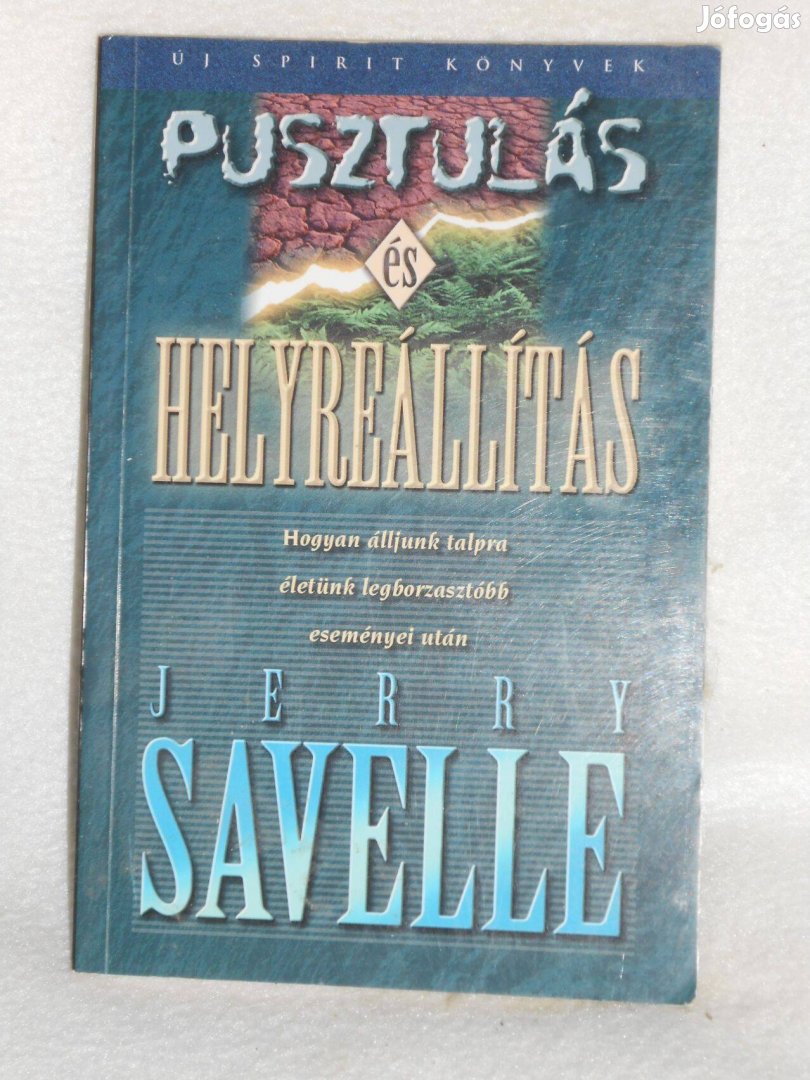 Jófogás
ÚJ SPIRIT KÖNYVEK
PUSZTULÁS
és
HELYREÁLLÍTÁS
Hogyan álljunk talpra
életünk legborzasztóbb
eseményei után
JERRY
SAVELLE